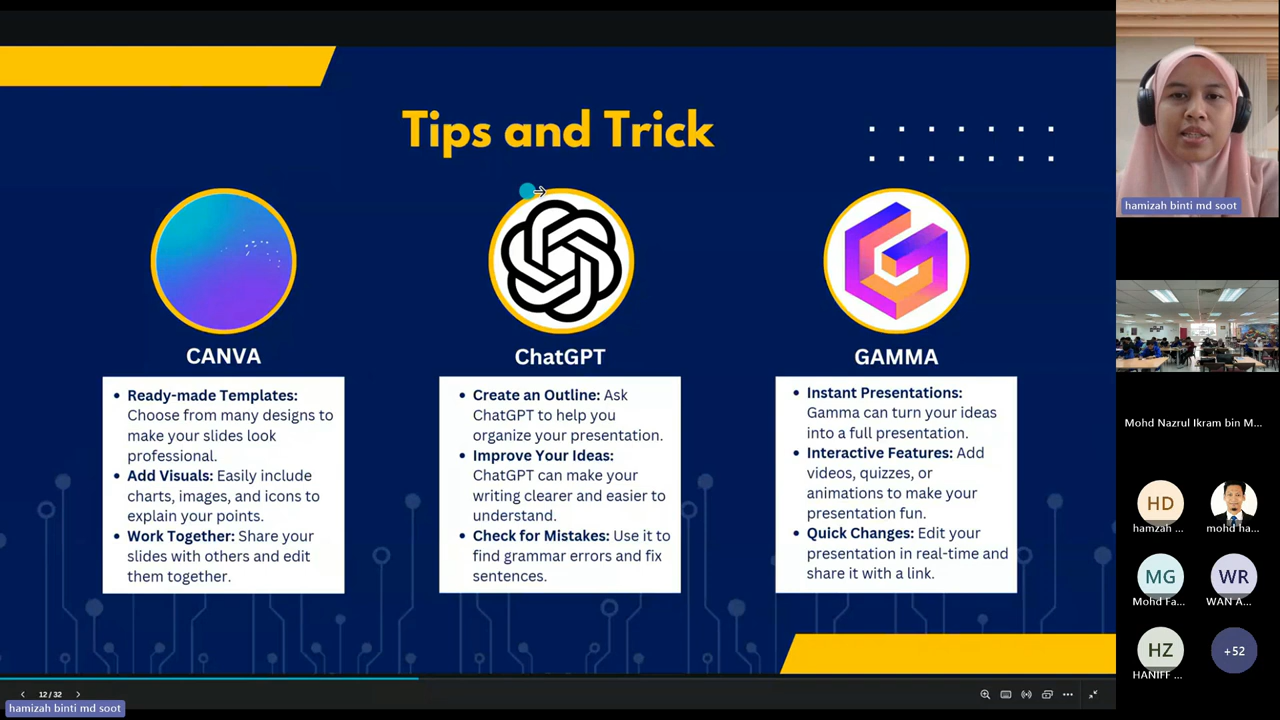 Tips and Trick
CANVA
Ready-made Templates:
Choose from many designs to
make your slides look
professional.
Add Visuals: Easily include
charts, images, and icons to
explain your points.
Work Together: Share your
slides with others and edit
them together.
ChatGPT
Create an Outline: Ask
ChatGPT to help you
organize your presentation.
Improve Your Ideas:
ChatGPT can make your
writing clearer and easier to
understand.
Check for Mistakes: Use it to
find grammar errors and fix
sentences.
GAMMA
Instant Presentations:
Gamma can turn your ideas
into a full presentation.
Interactive Features: Add
videos, quizzes, or
animations to make your
presentation fun.
Quick Changes: Edit your
presentation in real-time and
share it with a link.
12 / 32
hamizah binti md soot
hamizah binti md soot
Mohd Nazrul Ikram bin M...
HD
hamzah ...
mohd ha...
MG
Mohd Fa...
WR
WAN A...
HZ
HANIFF ...
+52